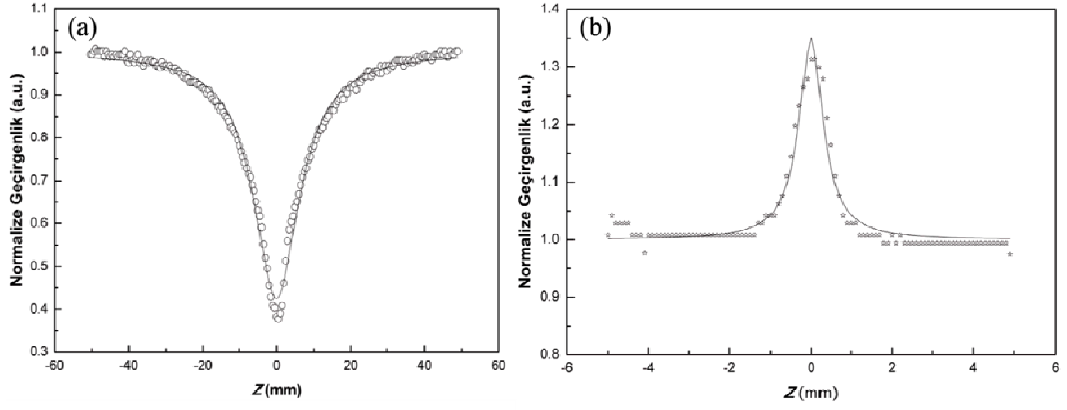 (a)
Normalize Geçirgenlik (a.u.)
1.1
1.0
0.9
0.8
0.7
0.6
0.5
0.4
0.3
-60 -40 -20 0 20 40 60
Z (mm)
(b)
Normalize Geçirgenlik (a.u.)
1.4
1.3
1.2
1.1
1.0
0.9
0.8
-6 -4 -2 0 2 4 6
Z (mm)